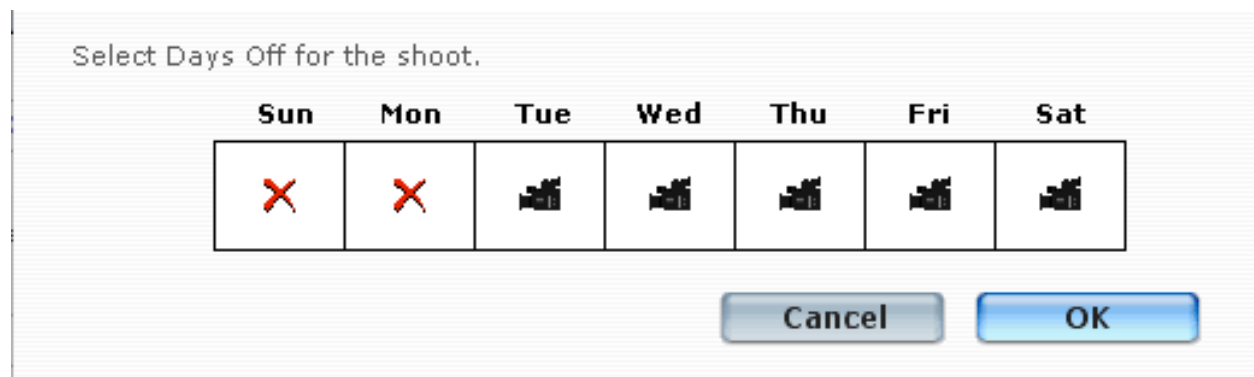 Select Days Off for the shoot.
Sun Mon Tue Wed Thu Fri Sat
Cancel OK